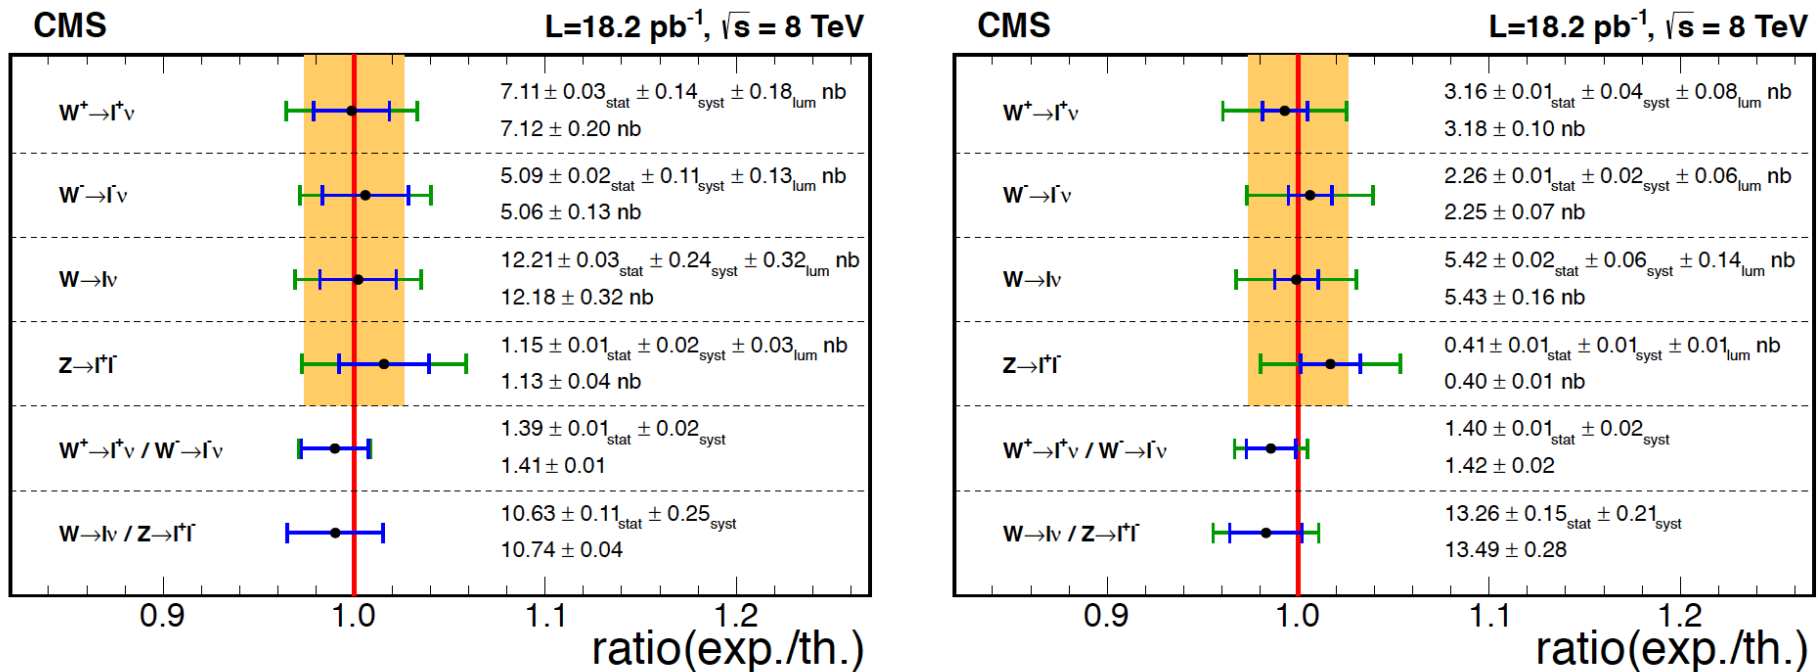 CMS L=18.2 pb⁻¹, √s = 8 TeV
W⁺→l⁺ν 7.11 ± 0.03stat ± 0.14syst ± 0.18lum nb
7.12 ± 0.20 nb
W⁻→l⁻ν 5.09 ± 0.02stat ± 0.11syst ± 0.13lum nb
5.06 ± 0.13 nb
W→lν 12.21 ± 0.03stat ± 0.24syst ± 0.32lum nb
12.18 ± 0.32 nb
Z→l⁺l⁻ 1.15 ± 0.01stat ± 0.02syst ± 0.03lum nb
1.13 ± 0.04 nb
W⁺→l⁺ν / W⁻→l⁻ν 1.39 ± 0.01stat ± 0.02syst
1.41 ± 0.01
W→lν / Z→l⁺l⁻ 10.63 ± 0.11stat ± 0.25syst
10.74 ± 0.04
0.9 1.0 1.1 1.2
ratio(exp./th.)
CMS L=18.2 pb⁻¹, √s = 8 TeV
W⁺→l⁺ν 3.16 ± 0.01stat ± 0.04syst ± 0.08lum nb
3.18 ± 0.10 nb
W⁻→l⁻ν 2.26 ± 0.01stat ± 0.02syst ± 0.06lum nb
2.25 ± 0.07 nb
W→lν 5.42 ± 0.02stat ± 0.06syst ± 0.14lum nb
5.43 ± 0.16 nb
Z→l⁺l⁻ 0.41 ± 0.01stat ± 0.01syst ± 0.01lum nb
0.40 ± 0.01 nb
W⁺→l⁺ν / W⁻→l⁻ν 1.40 ± 0.01stat ± 0.02syst
1.42 ± 0.02
W→lν / Z→l⁺l⁻ 13.26 ± 0.15stat ± 0.21syst
13.49 ± 0.28
0.9 1.0 1.1 1.2
ratio(exp./th.)